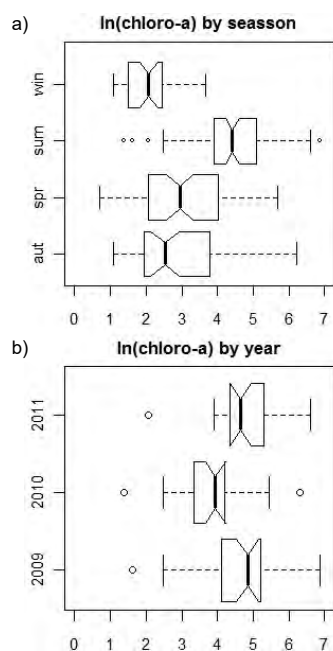 a)
ln(chloro-a) by seasson
win
sum
spr
aut
0 1 2 3 4 5 6 7
b)
ln(chloro-a) by year
2011
2010
2009
0 1 2 3 4 5 6 7